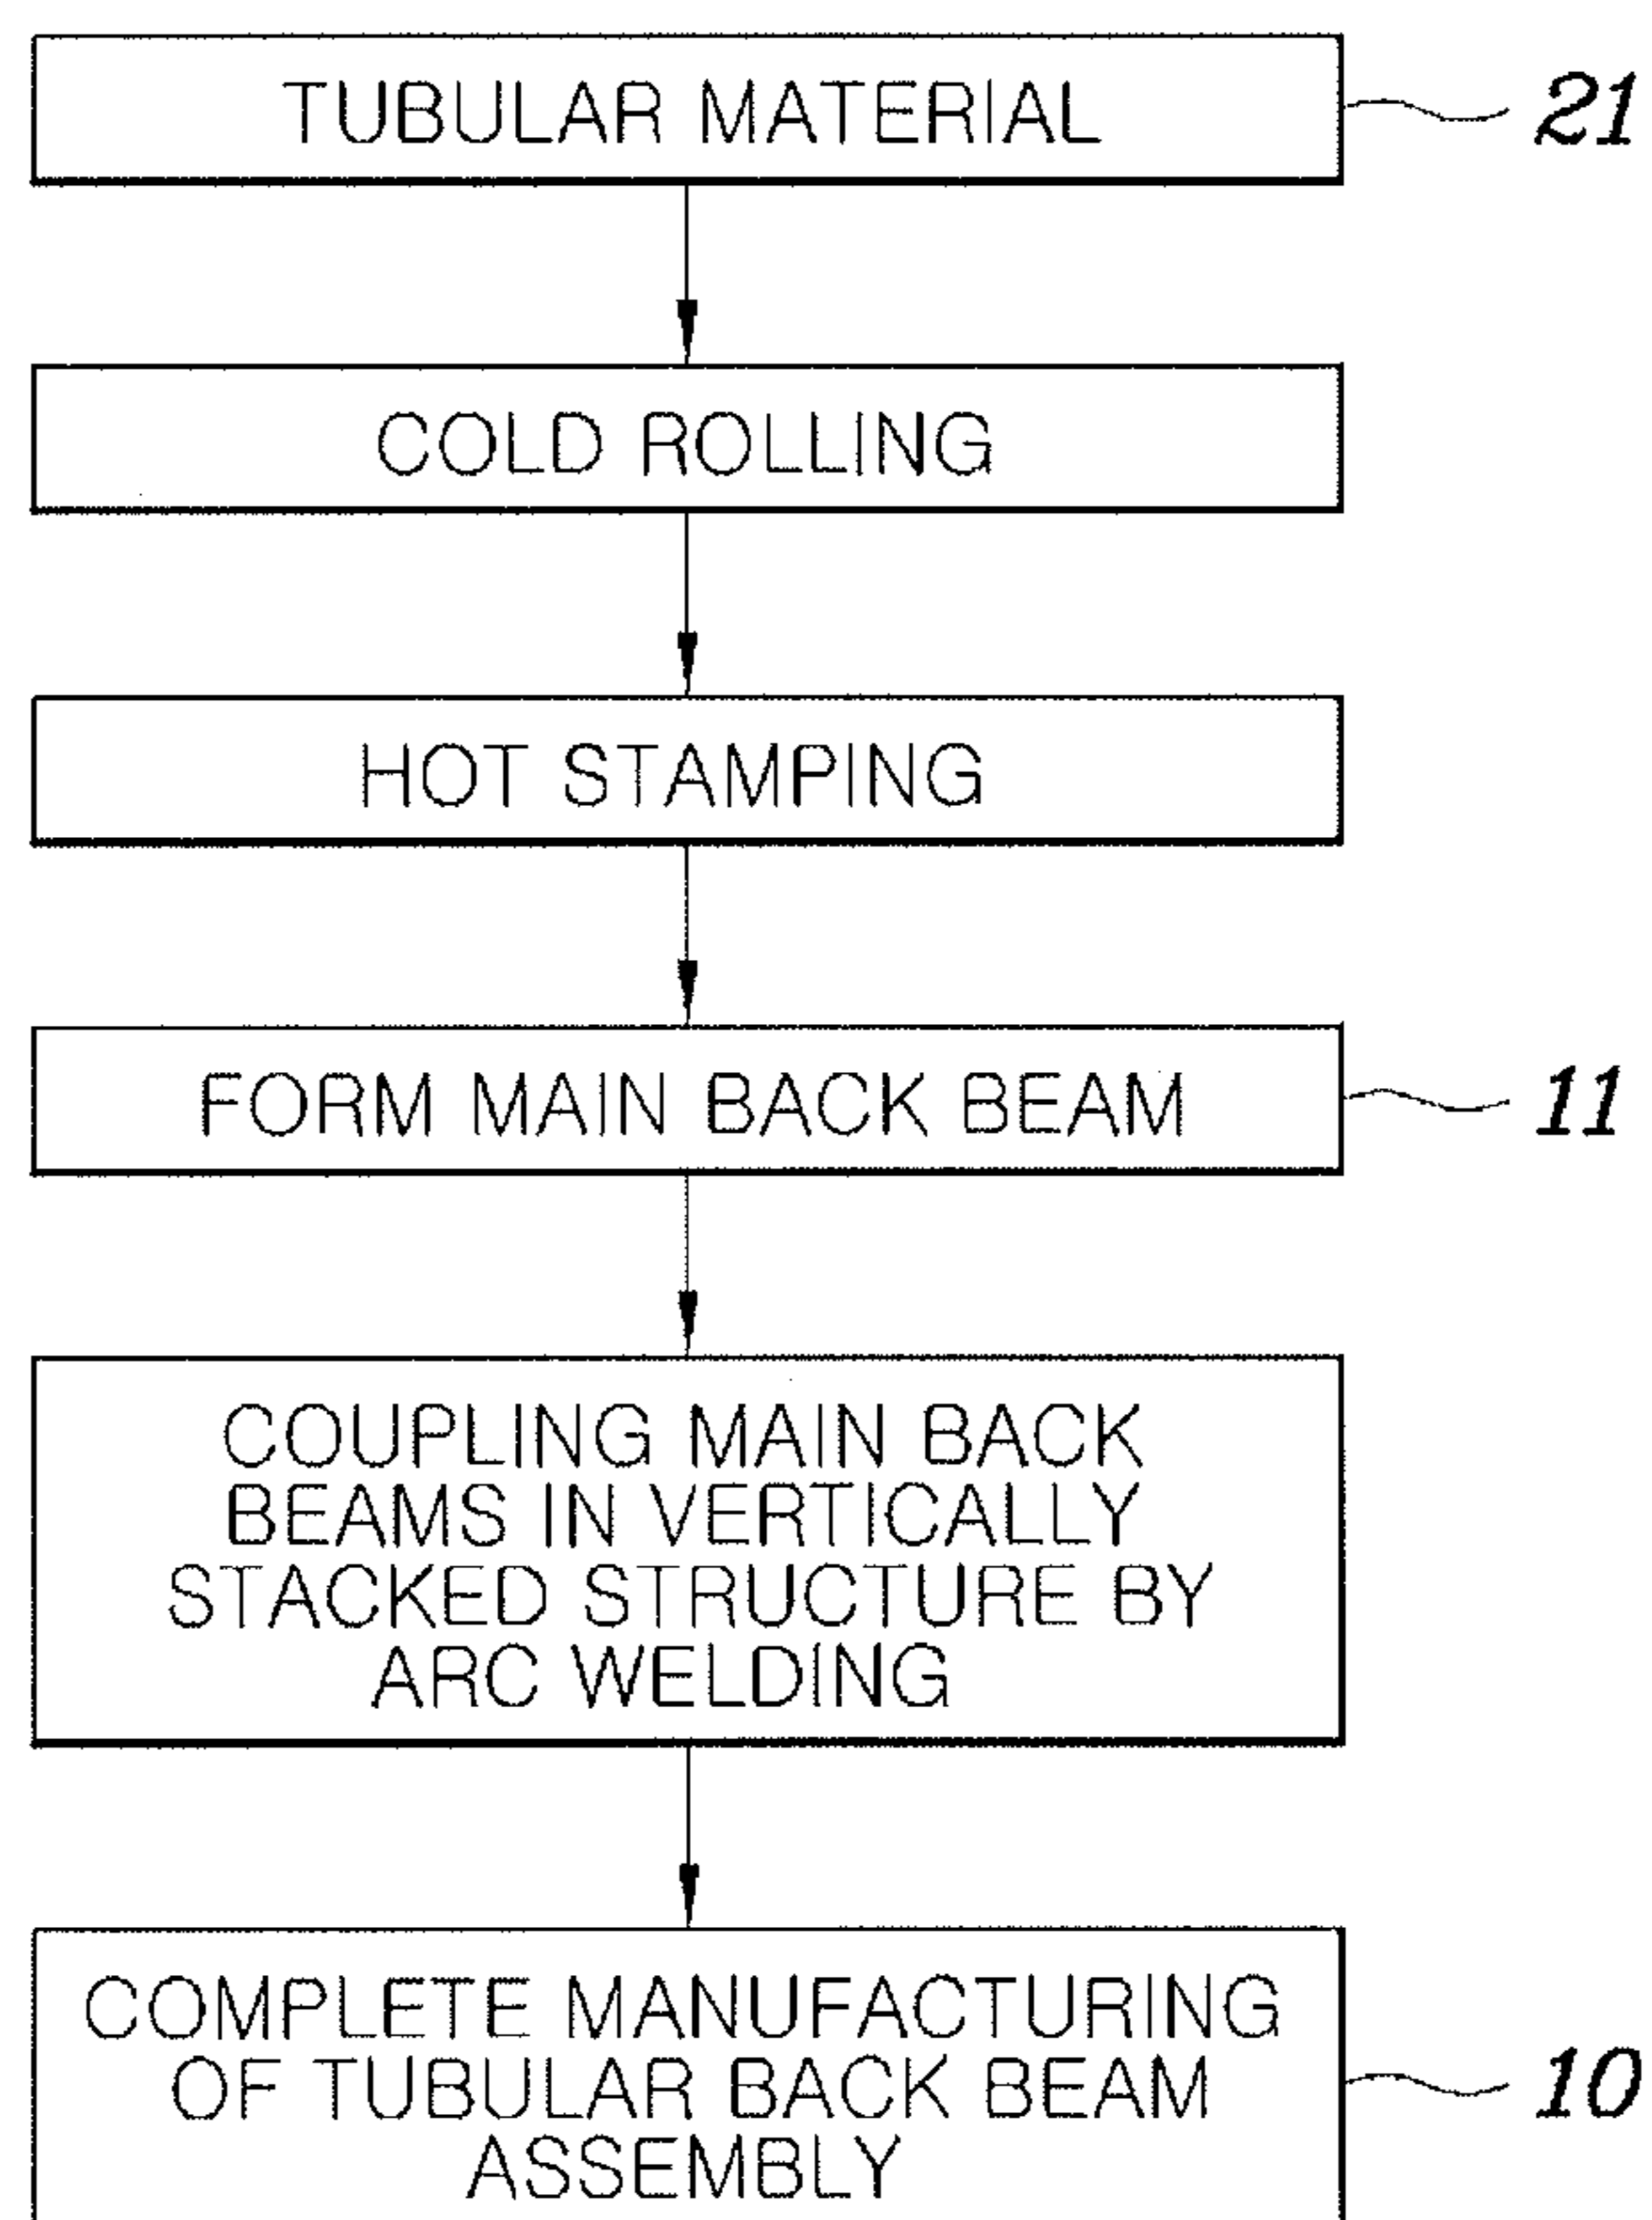 TUBULAR MATERIAL
21
COLD ROLLING
HOT STAMPING
FORM MAIN BACK BEAM
11
COUPLING MAIN BACK
BEAMS IN VERTICALLY
STACKED STRUCTURE BY
ARC WELDING
COMPLETE MANUFACTURING
OF TUBULAR BACK BEAM
ASSEMBLY
10